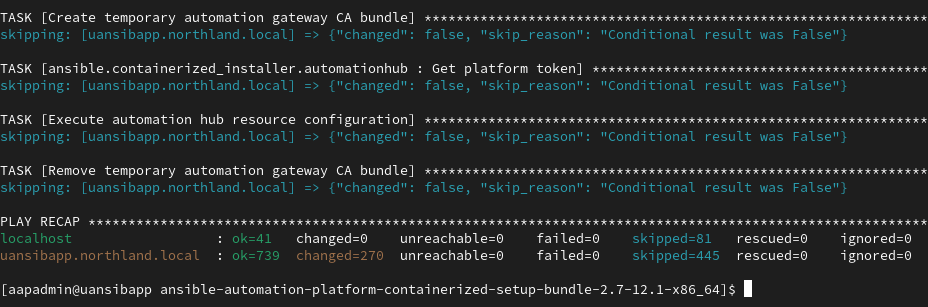 TASK [Create temporary automation gateway CA bundle] ***************************************************************
skipping: [uansibapp.northland.local] => {"changed": false, "skip_reason": "Conditional result was False"}
TASK [ansible.containerized_installer.automationhub : Get platform token] ******************************************
skipping: [uansibapp.northland.local] => {"changed": false, "skip_reason": "Conditional result was False"}
TASK [Execute automation hub resource configuration] ***************************************************************
skipping: [uansibapp.northland.local] => {"changed": false, "skip_reason": "Conditional result was False"}
TASK [Remove temporary automation gateway CA bundle] ***************************************************************
skipping: [uansibapp.northland.local] => {"changed": false, "skip_reason": "Conditional result was False"}
PLAY RECAP *********************************************************************************************************
localhost                  : ok=41   changed=0    unreachable=0    failed=0    skipped=81   rescued=0    ignored=0
uansibapp.northland.local  : ok=739  changed=270  unreachable=0    failed=0    skipped=445  rescued=0    ignored=0
[aapadmin@uansibapp ansible-automation-platform-containerized-setup-bundle-2.7-12.1-x86_64]$